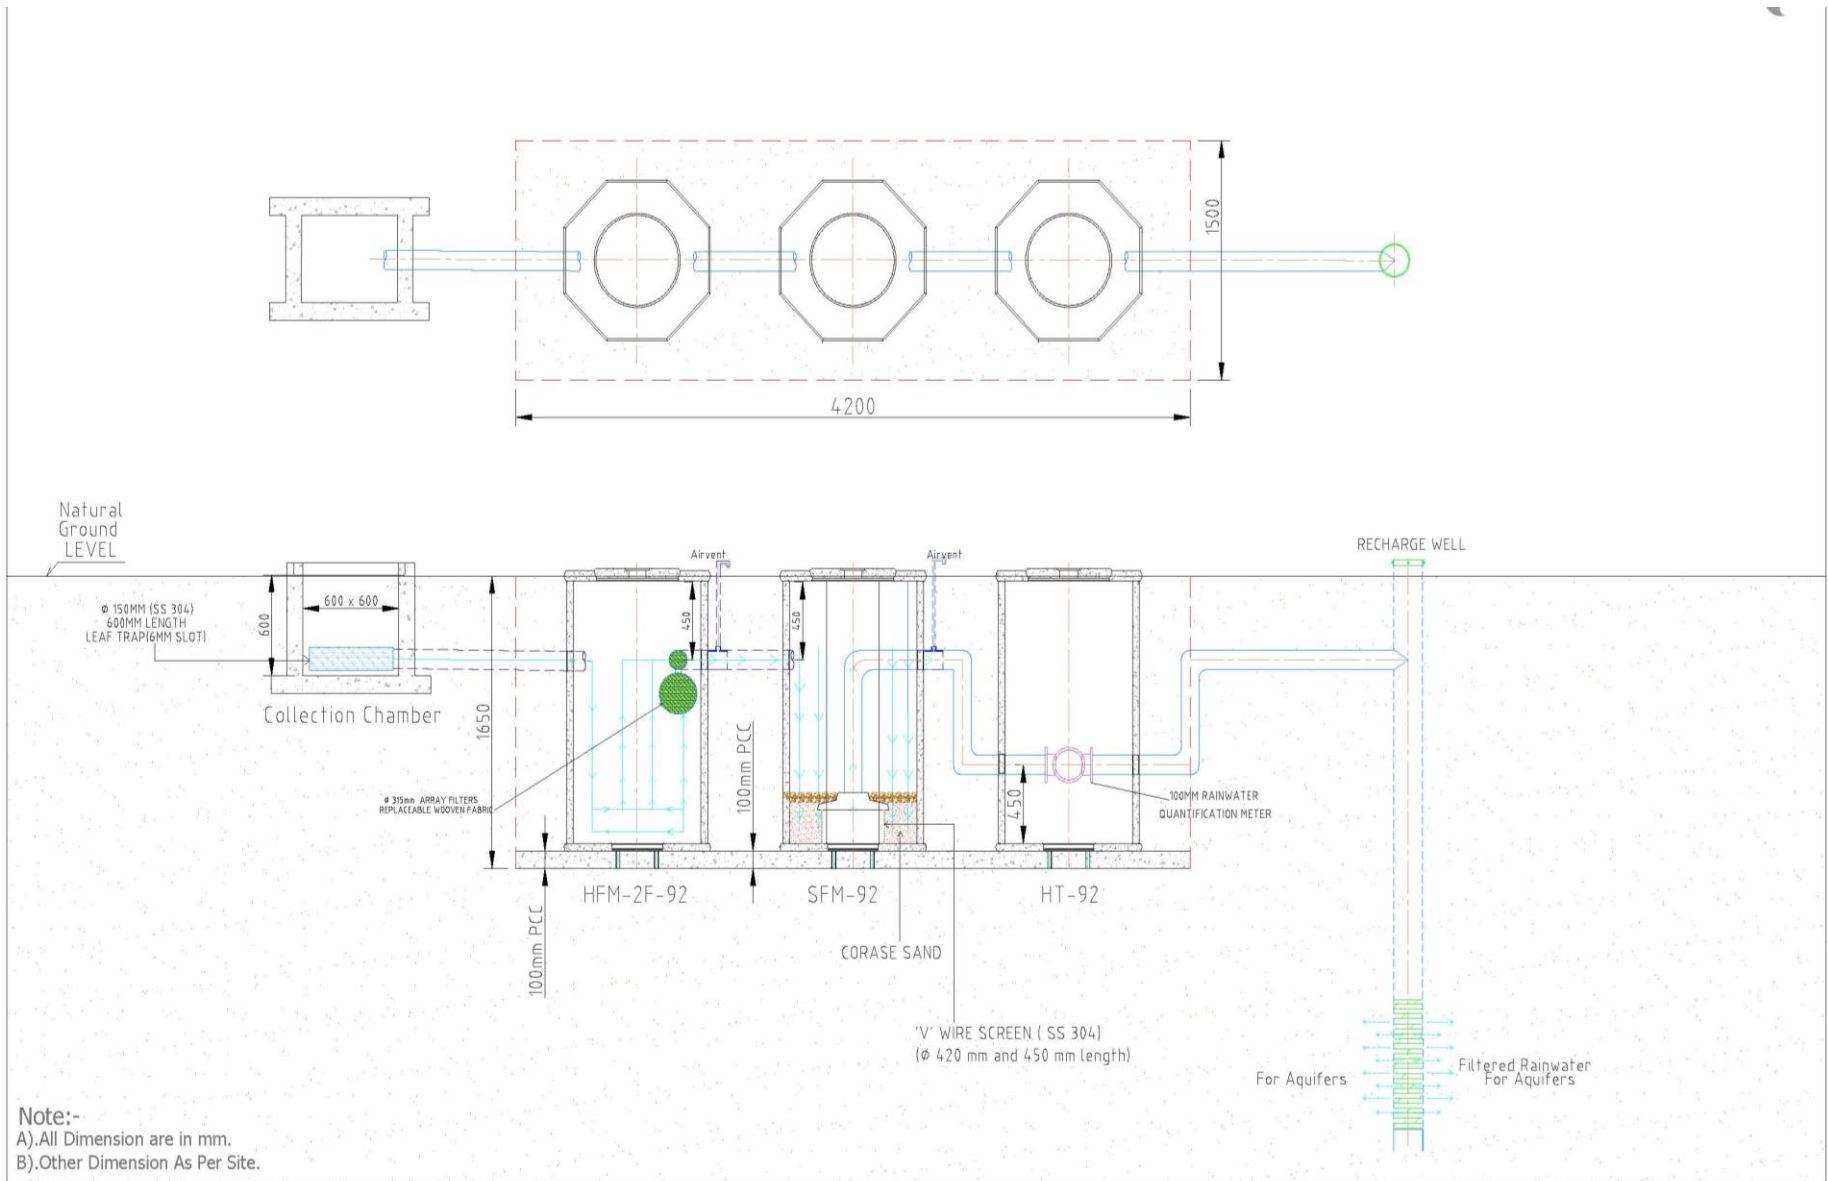 1500
4200
Natural
Ground
LEVEL
Airvent
Airvent
RECHARGE WELL
Φ 150MM (SS 304)
600MM LENGTH
LEAF TRAP(6MM SLOT)
600
600 x 600
450
450
Collection Chamber
1650
100mm PCC
Φ 315mm ARRAY FILTERS
REPLACEABLE WOOVEN FABRIC
450
100MM RAINWATER
QUANTIFICATION METER
HFM-2F-92
SFM-92
HT-92
100mm PCC
CORASE SAND
'V' WIRE SCREEN ( SS 304)
(Φ 420 mm and 450 mm length)
For Aquifers
Filtered Rainwater
For Aquifers
Note:-
A).All Dimension are in mm.
B).Other Dimension As Per Site.